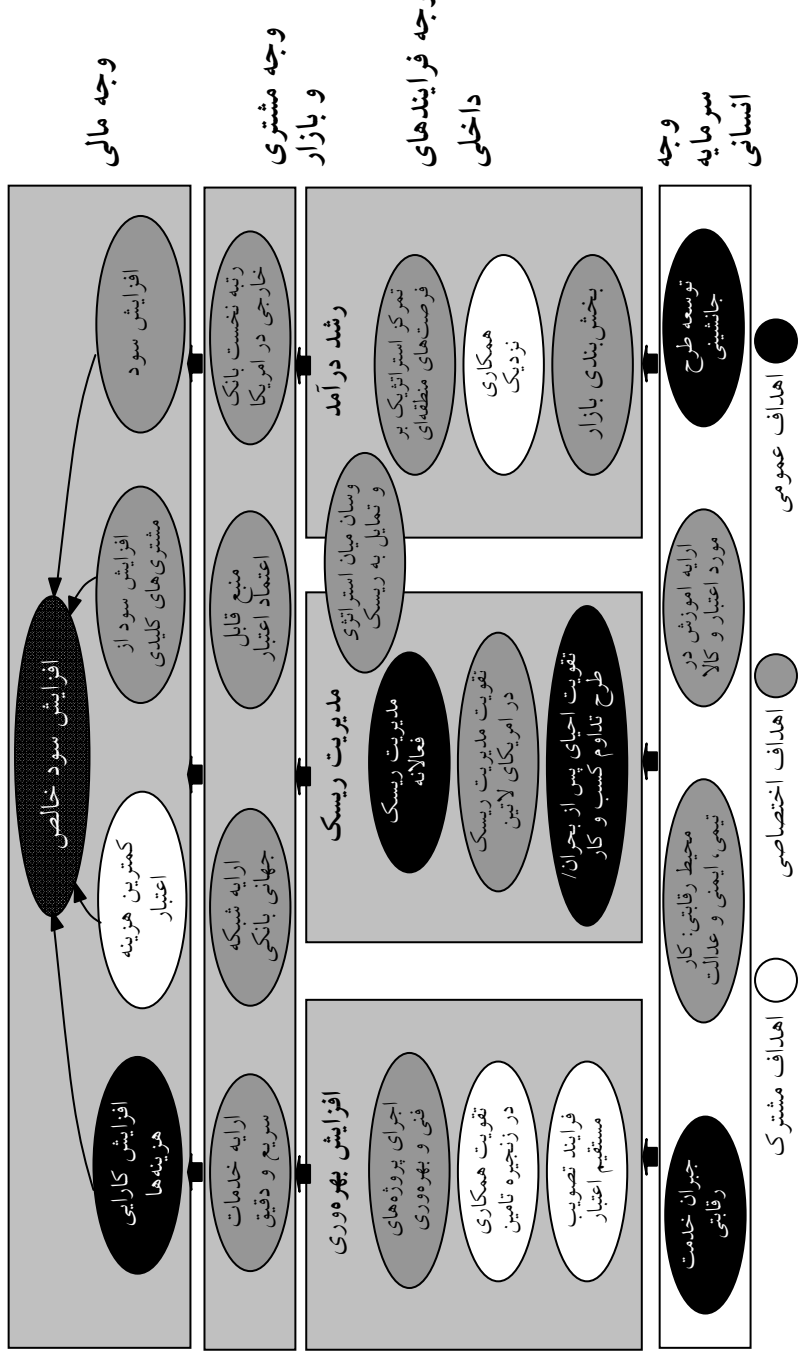 وجه مالی
افزایش سود خالص
افزایش سود
افزایش سود از
مشتری‌های کلیدی
کمترین هزینه
اعتبار
افزایش کارایی
هزینه‌ها
وجه مشتری
و بازار
رتبه نخست بانک
خارجی در امریکا
منبع قابل
اعتماد اعتبار
ارایه شبکه
جهانی بانکی
ارایه خدمات
سریع و دقیق
وجه فرایندهای
داخلی
رشد درآمد
تمرکز استراتژیک بر
فرصت‌های منطقه‌ای
همکاری
نزدیک
بخش‌بندی بازار
وسان میان استراتژی
و تمایل به ریسک
مدیریت ریسک
مدیریت ریسک
فعالانه
تقویت مدیریت ریسک
در امریکای لاتین
تقویت احیای پس از بحران/
طرح تداوم کسب و کار
افزایش بهره‌وری
اجرای پروژه‌های
فنی و بهره‌وری
تقویت همکاری
در زنجیره تامین
فرایند تصویب
مستقیم اعتبار
وجه
سرمایه
انسانی
توسعه طرح
جانشینی
ارایه اموزش در
مورد اعتبار و کالا
محیط رقابتی: کار
تیمی، ایمنی و عدالت
جبران خدمت
رقابتی
اهداف عمومی
اهداف اختصاصی
اهداف مشترک